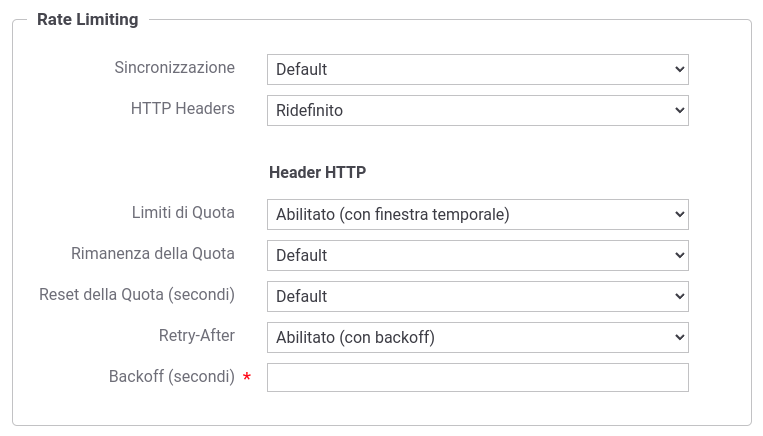 Rate Limiting
Sincronizzazione Default
HTTP Headers Ridefinito
Header HTTP
Limiti di Quota Abilitato (con finestra temporale)
Rimanenza della Quota Default
Reset della Quota (secondi) Default
Retry-After Abilitato (con backoff)
Backoff (secondi) *